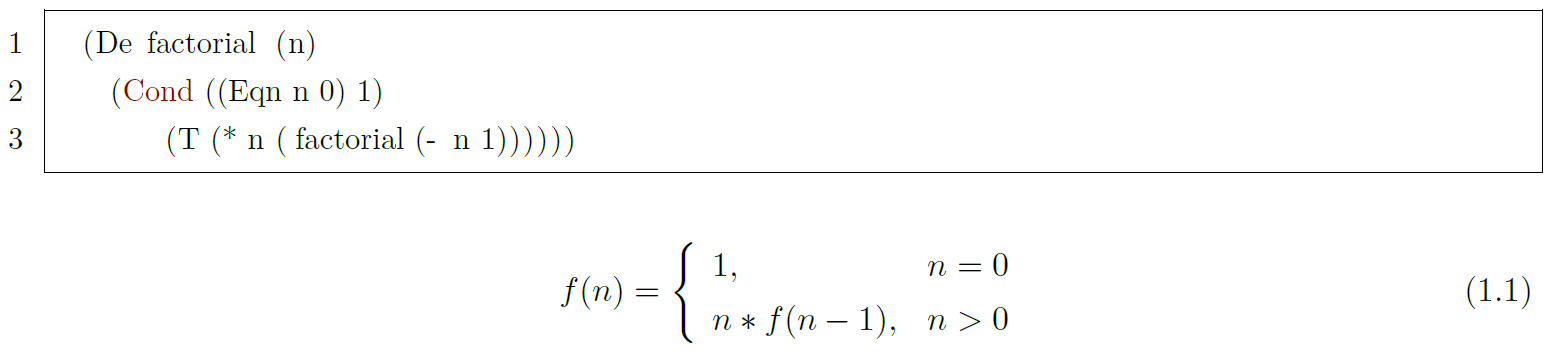 1 (De factorial (n)
2 (Cond ((Eqn n 0) 1)
3 (T (* n ( factorial (- n 1))))))
f(n) = { 1, n = 0
n ∗ f(n − 1), n > 0
(1.1)